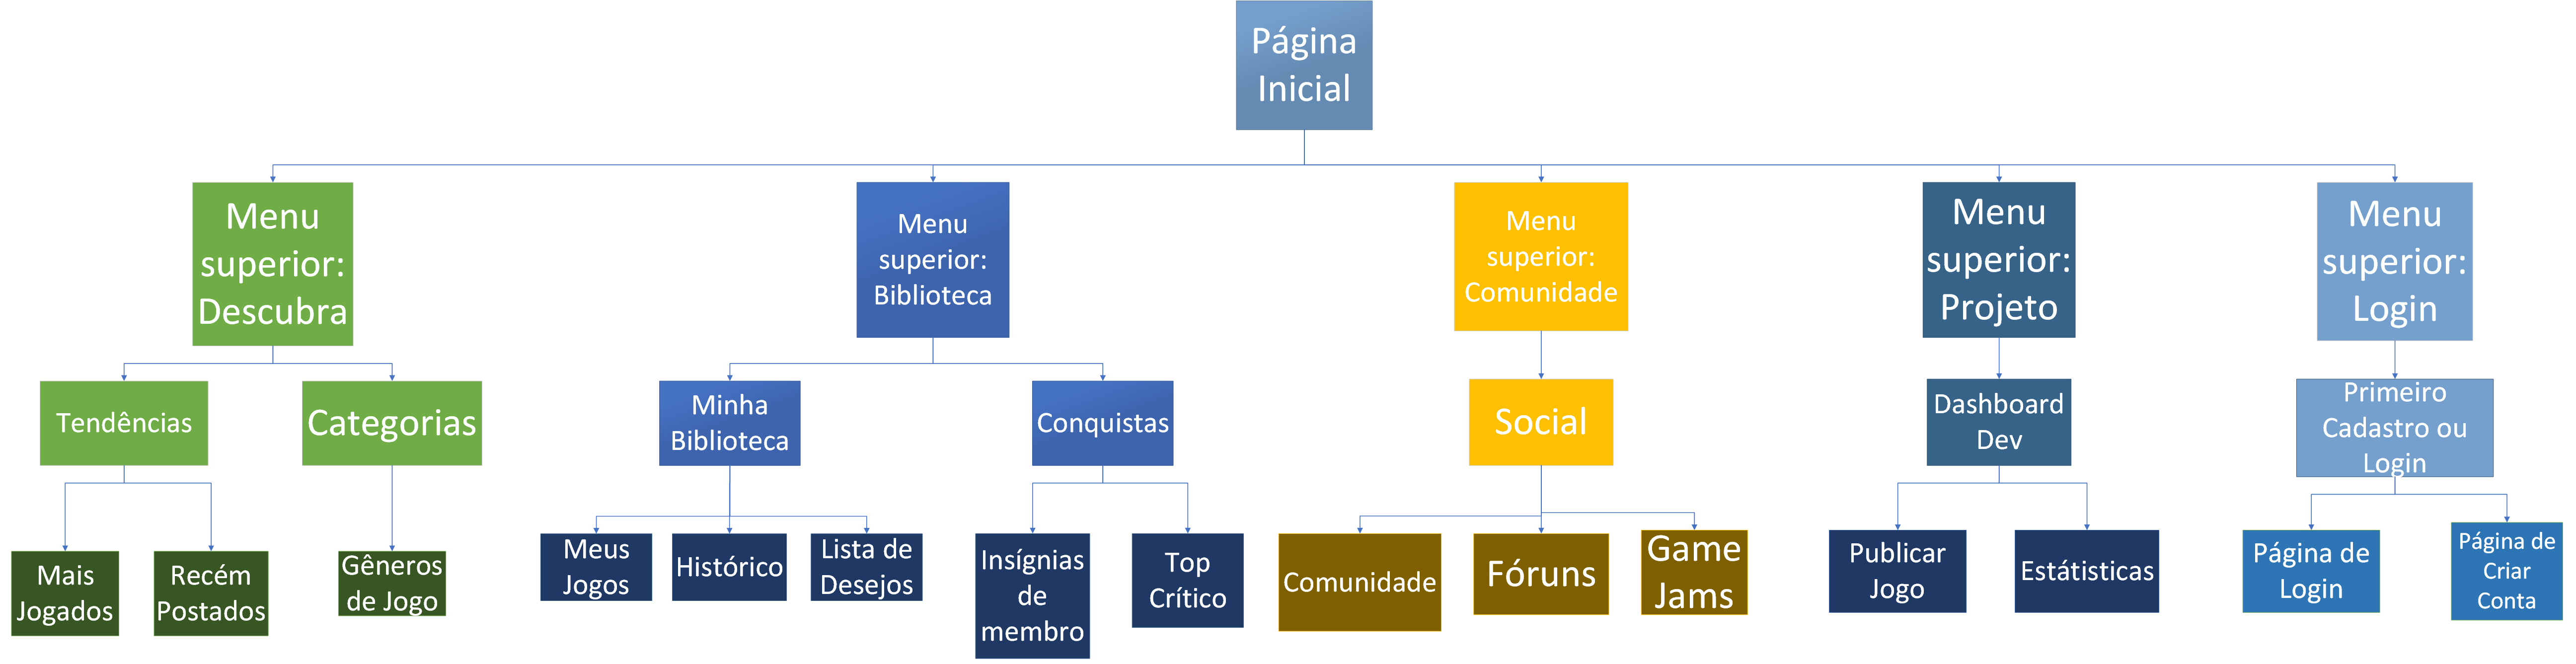 Página
Inicial
Menu
superior:
Descubra
Menu
superior:
Biblioteca
Menu
superior:
Comunidade
Menu
superior:
Projeto
Menu
superior:
Login
Tendências
Categorias
Minha
Biblioteca
Conquistas
Social
Dashboard
Dev
Primeiro
Cadastro ou
Login
Mais
Jogados
Recém
Postados
Gêneros
de Jogo
Meus
Jogos
Histórico
Lista de
Desejos
Insígnias
de
membro
Top
Crítico
Comunidade
Fóruns
Game
Jams
Publicar
Jogo
Estátisticas
Página de
Login
Página de
Criar
Conta